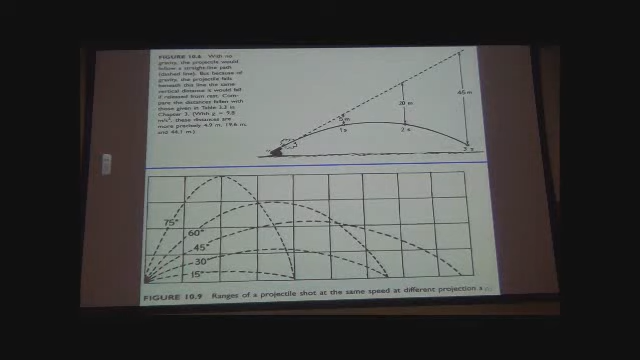 FIGURE 10.6 With no
gravity, the projectile would
follow a straight-line path
(dashed line). But because of
gravity, the projectile falls
beneath this line the same
vertical distance it would fall
if released from rest. Com-
pare the distances fallen with
those given in Table 3.3 in
Chapter 3. (With g = 9.8
m/s², these distances are
more precisely 4.9 m, 19.6 m,
and 44.1 m.)
5 m
20 m
45 m
1 s
2 s
3 s
75°
60°
45°
30°
15°
FIGURE 10.9 Ranges of a projectile shot at the same speed at different projection a